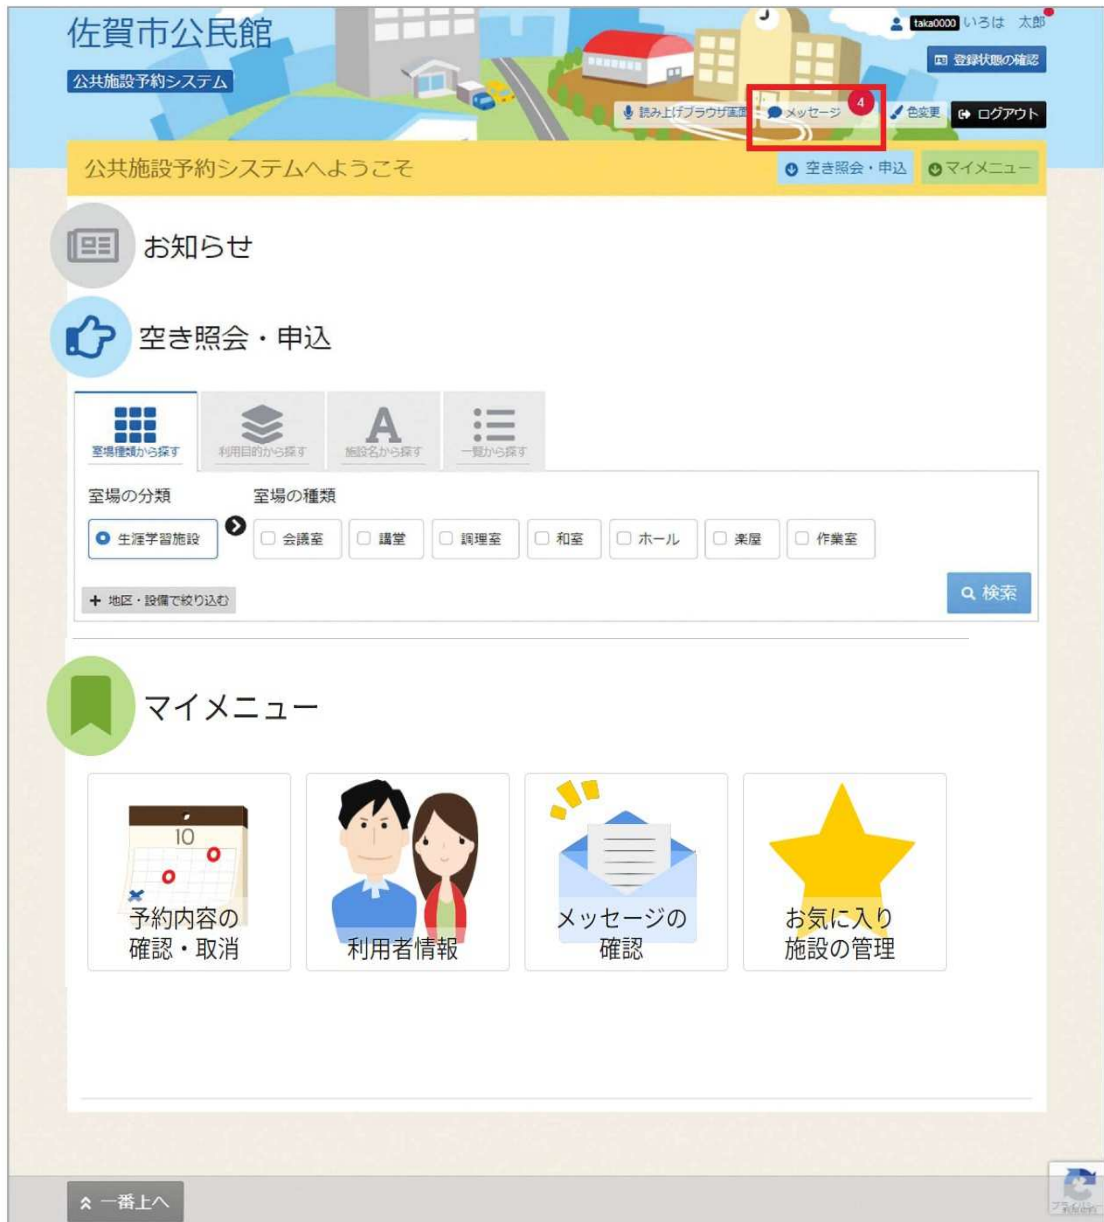 佐賀市公民館
taka0000 いろは 太郎
登録状態の確認
公共施設予約システム
読み上げブラウザ画面 メッセージ 4 色変更 ログアウト
公共施設予約システムへようこそ
空き照会・申込 マイメニュー
お知らせ
空き照会・申込
室場種類から探す 利用目的から探す 施設名から探す 一覧から探す
室場の分類 室場の種類
生涯学習施設 会議室 講堂 調理室 和室 ホール 楽屋 作業室
地区・設備で絞り込む
検索
マイメニュー
10
予約内容の
確認・取消
利用者情報
メッセージの
確認
お気に入り
施設の管理
一番上へ